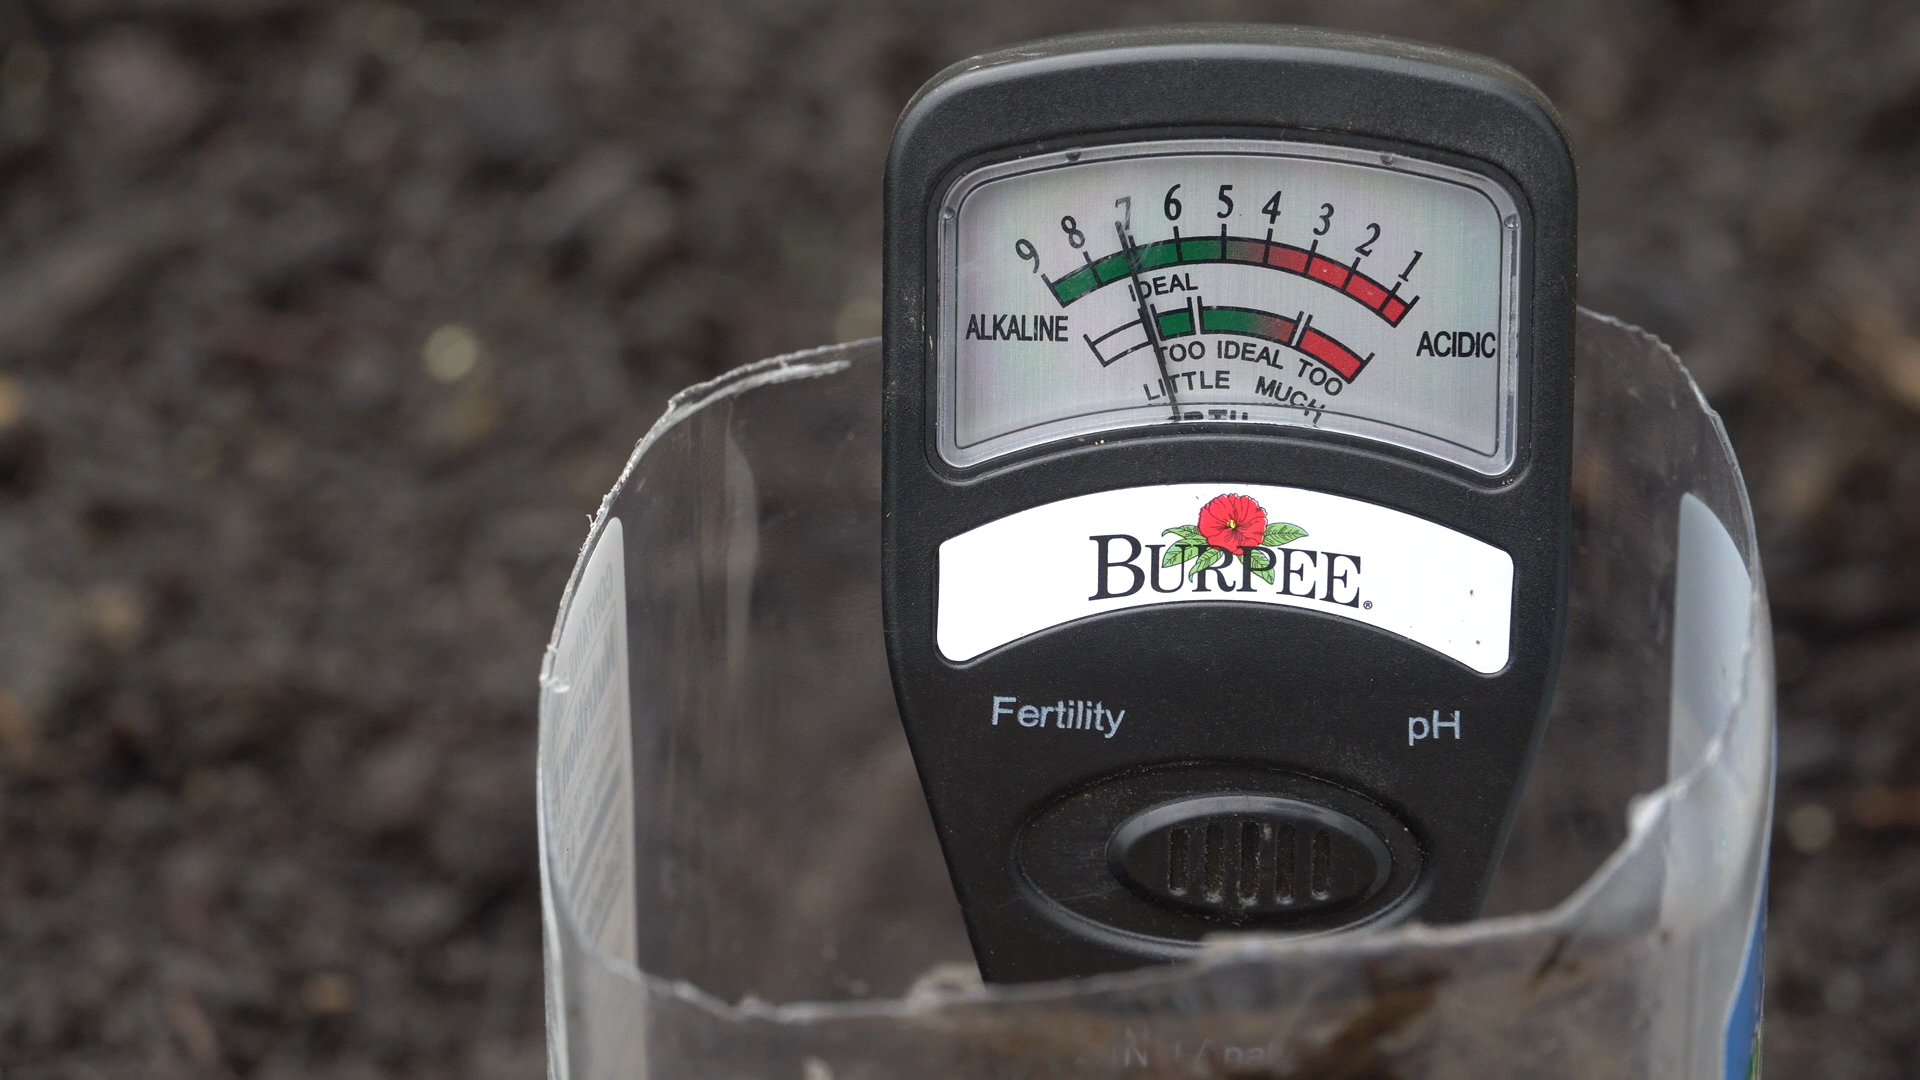 9 8 7 6 5 4 3 2 1
IDEAL
ALKALINE ACIDIC
TOO IDEAL TOO
LITTLE MUCH
BURPEE®
Fertility pH